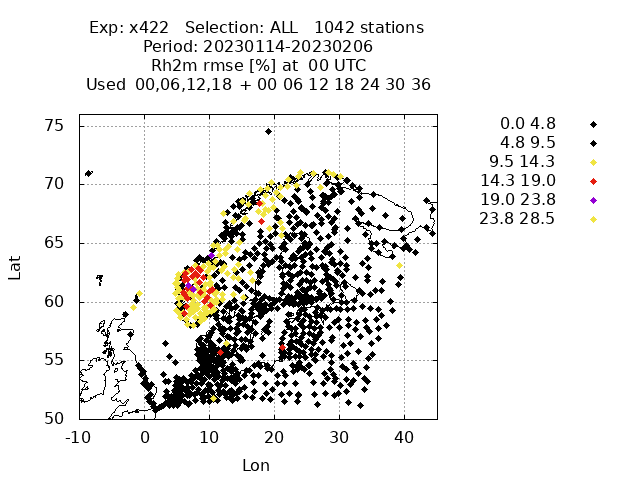 Exp: x422 Selection: ALL 1042 stations
Period: 20230114-20230206
Rh2m rmse [%] at 00 UTC
Used 00,06,12,18 + 00 06 12 18 24 30 36
75
70
65
60
55
50
-10 0 10 20 30 40
Lat
Lon
0.0 4.8
4.8 9.5
9.5 14.3
14.3 19.0
19.0 23.8
23.8 28.5